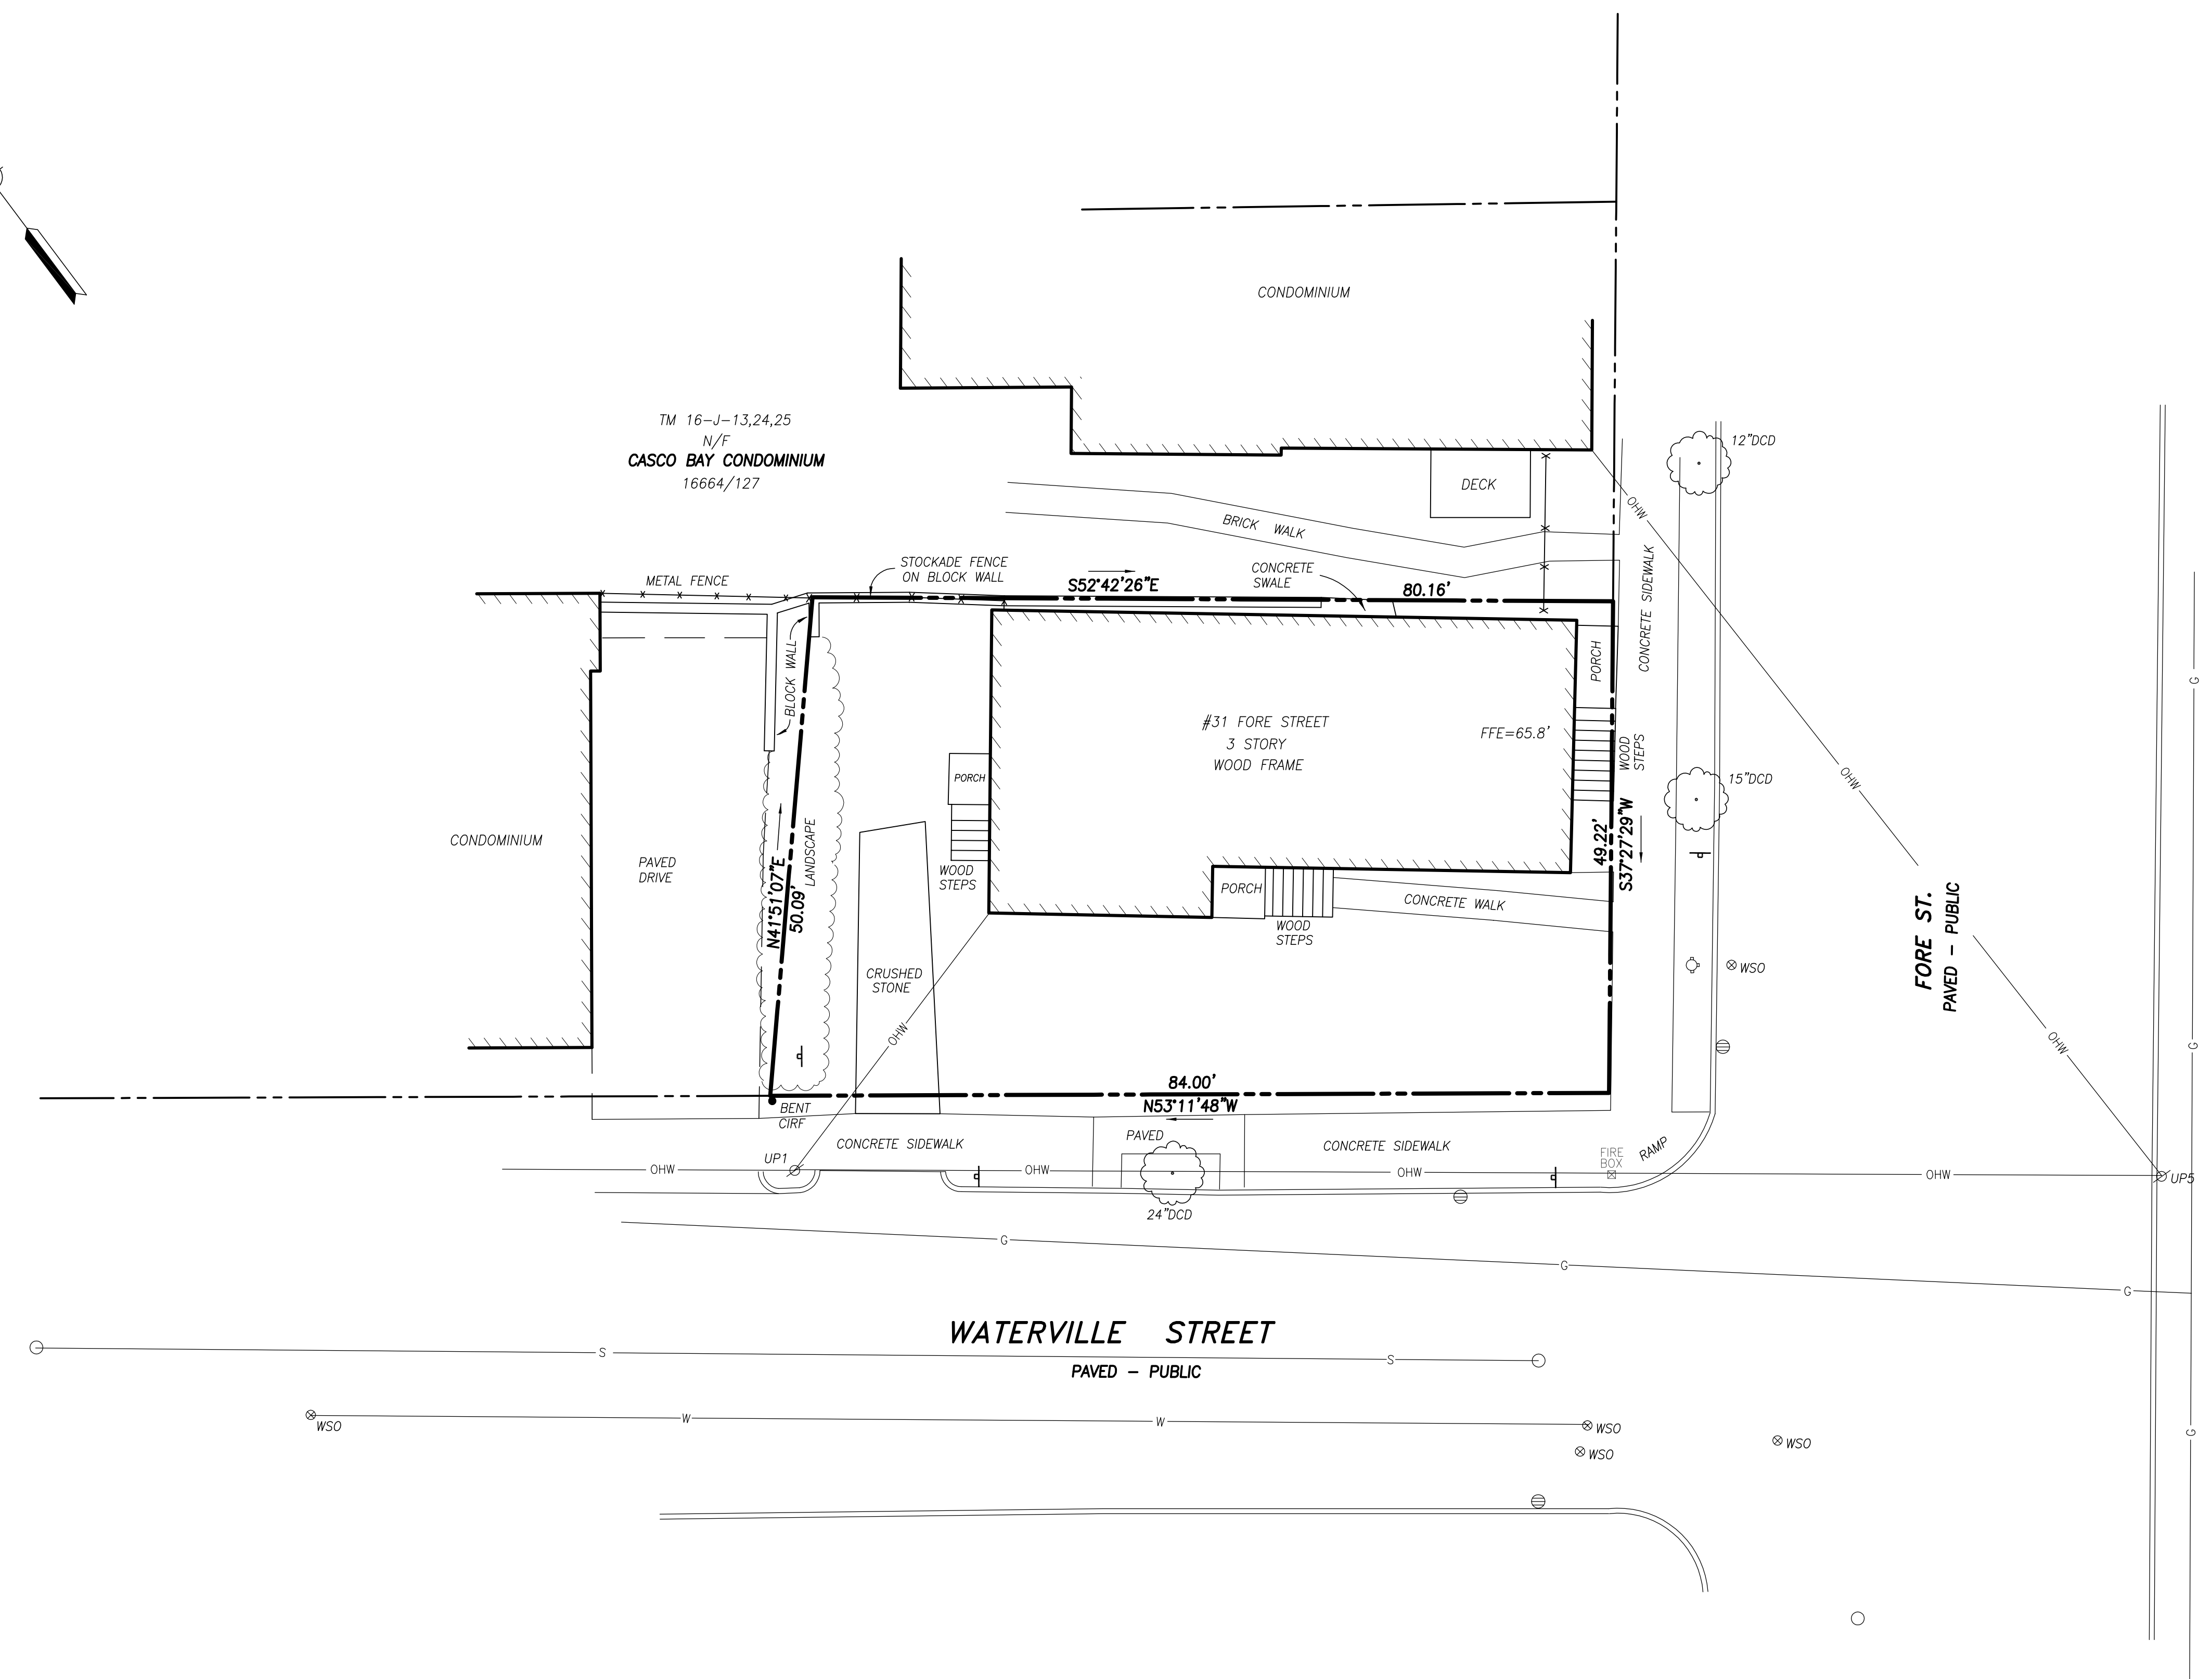 CONDOMINIUM
TM 16-J-13,24,25
N/F
CASCO BAY CONDOMINIUM
16664/127
12"DCD
DECK
OHW
BRICK WALK
STOCKADE FENCE
ON BLOCK WALL
S52°42'26"E
CONCRETE
SWALE
80.16'
METAL FENCE
CONCRETE SIDEWALK
BLOCK WALL
PORCH
#31 FORE STREET
3 STORY
WOOD FRAME
FFE=65.8'
WOOD
STEPS
15"DCD
OHW
G
PORCH
CONDOMINIUM
PAVED
DRIVE
LANDSCAPE
N41°51'07"E
50.09'
WOOD
STEPS
49.22'
S37°27'29"W
PORCH
CONCRETE WALK
WOOD
STEPS
FORE ST.
PAVED - PUBLIC
CRUSHED
STONE
WSO
OHW
OHW
G
84.00'
N53°11'48"W
BENT
CIRF
PAVED
CONCRETE SIDEWALK
CONCRETE SIDEWALK
FIRE
BOX
RAMP
UP1
OHW
OHW
OHW
OHW
UP5
24"DCD
G
G
G
WATERVILLE STREET
PAVED - PUBLIC
S
S
WSO
W
W
WSO
WSO
WSO
G